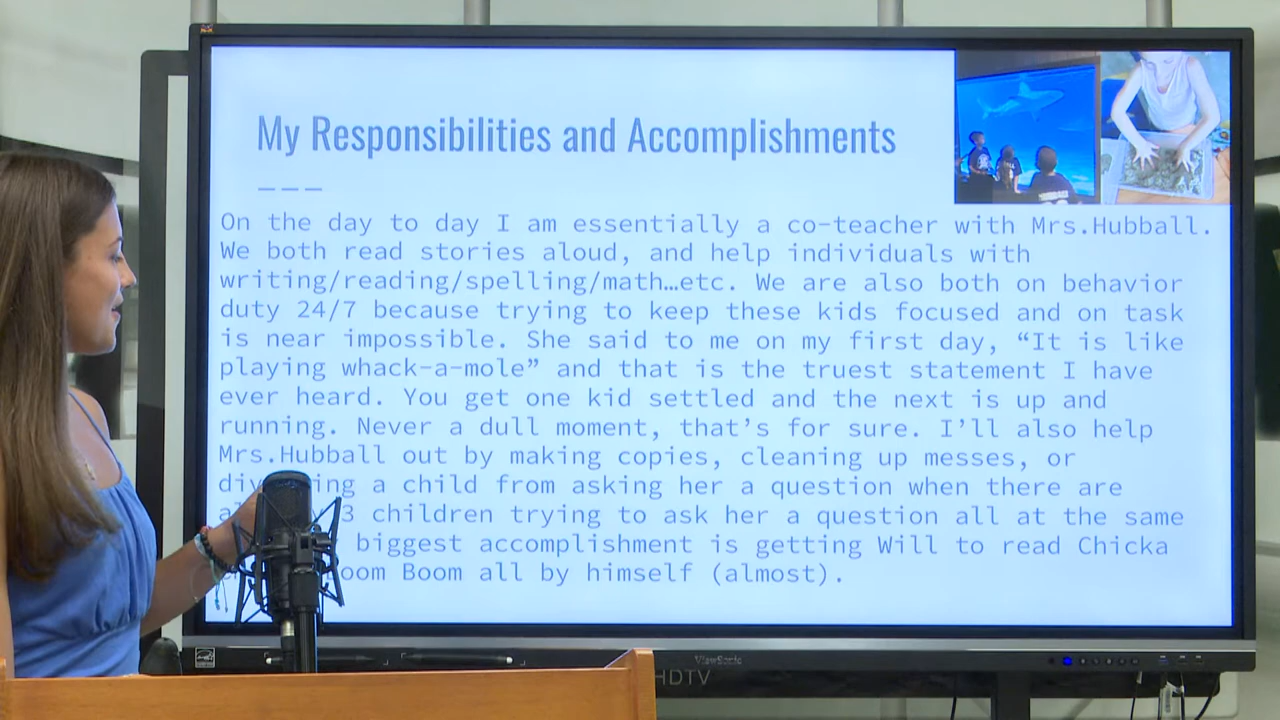 My Responsibilities and Accomplishments
On the day to day I am essentially a co-teacher with Mrs.Hubball.
We both read stories aloud, and help individuals with
writing/reading/spelling/math…etc. We are also both on behavior
duty 24/7 because trying to keep these kids focused and on task
is near impossible. She said to me on my first day, “It is like
playing whack-a-mole” and that is the truest statement I have
ever heard. You get one kid settled and the next is up and
running. Never a dull moment, that’s for sure. I’ll also help
Mrs.Hubball out by making copies, cleaning up messes, or
a child from asking her a question when there are
3 children trying to ask her a question all at the same
biggest accomplishment is getting Will to read Chicka
Boom all by himself (almost).
ViewSonic
HDTV